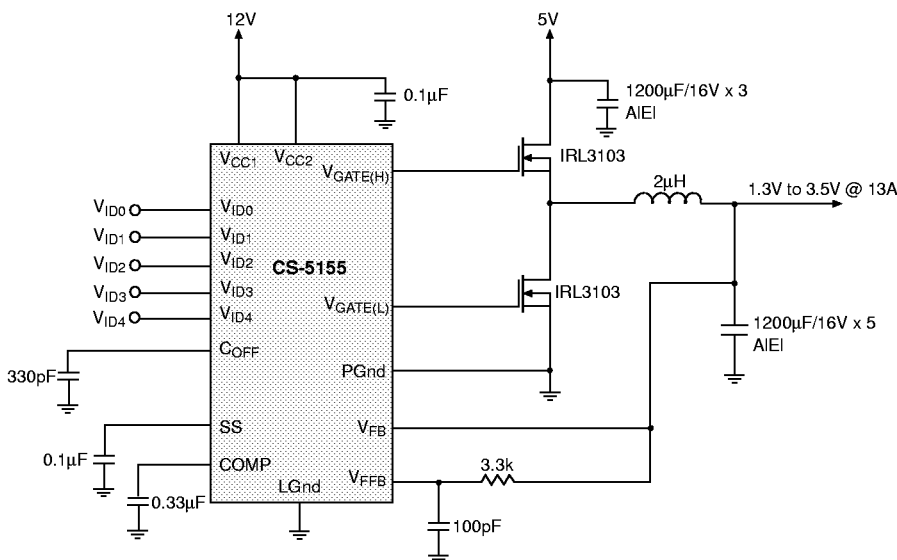 12V
5V
0.1μF
1200μF/16V x 3
AlEl
VCC1
VCC2
VGATE(H)
IRL3103
2μH
1.3V to 3.5V @ 13A
VID0
VID0
VID1
VID1
VID2
VID2
CS-5155
VID3
VID3
VID4
VID4
VGATE(L)
IRL3103
1200μF/16V x 5
AlEl
COFF
330pF
PGnd
SS
VFB
0.1μF
COMP
3.3k
VFFB
0.33μF
LGnd
100pF